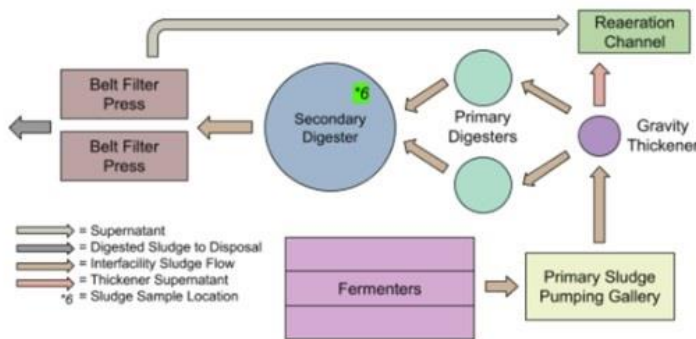 Reaeration
Channel
Belt Filter
Press
*6
Secondary
Digester
Primary
Digesters
Gravity
Thickener
Belt Filter
Press
= Supernatant
= Digested Sludge to Disposal
= Interfacility Sludge Flow
= Thickener Supernatant
*6 = Sludge Sample Location
Fermenters
Primary Sludge
Pumping Gallery